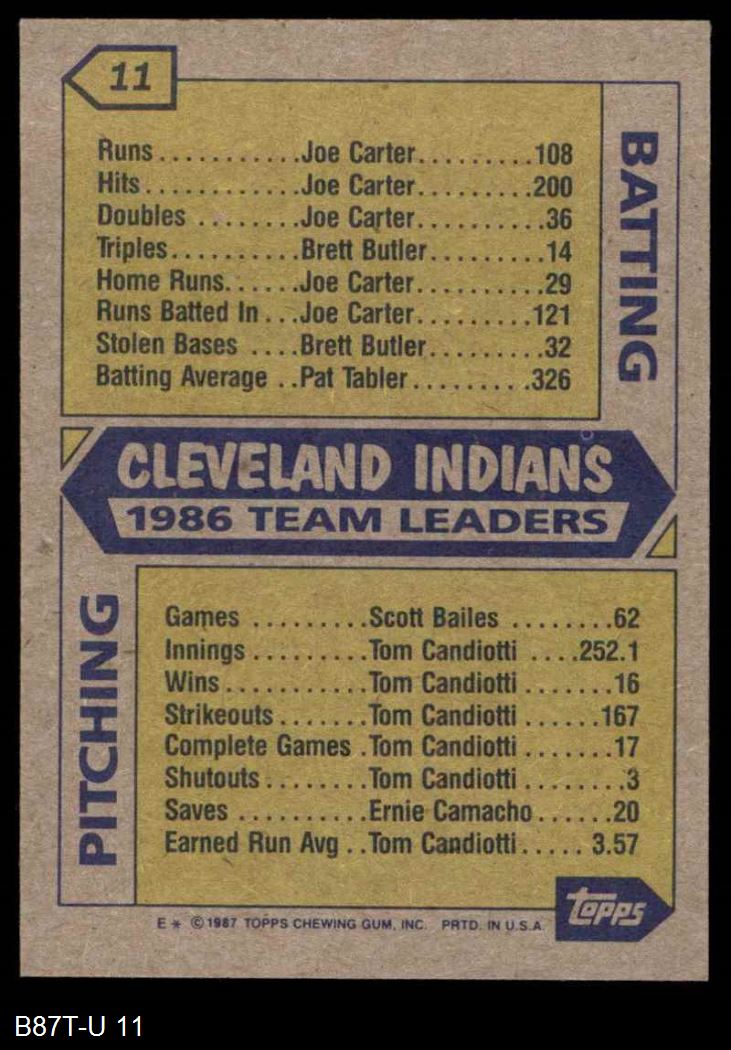 11
BATTING
Runs.............Joe Carter..........108
Hits..............Joe Carter..........200
Doubles .........Joe Carter...........36
Triples...........Brett Butler.........14
Home Runs.......Joe Carter...........29
Runs Batted In...Joe Carter..........121
Stolen Bases ....Brett Butler.........32
Batting Average ..Pat Tabler..........326
CLEVELAND INDIANS
1986 TEAM LEADERS
PITCHING
Games ..........Scott Bailes ........62
Innings..........Tom Candiotti ....252.1
Wins............Tom Candiotti .......16
Strikeouts.......Tom Candiotti ......167
Complete Games .Tom Candiotti .......17
Shutouts.........Tom Candiotti ........3
Saves ...........Ernie Camacho......20
Earned Run Avg ..Tom Candiotti..... 3.57
Topps
E * ©1987 TOPPS CHEWING GUM, INC. PRTD. IN U.S.A.
B87T-U 11